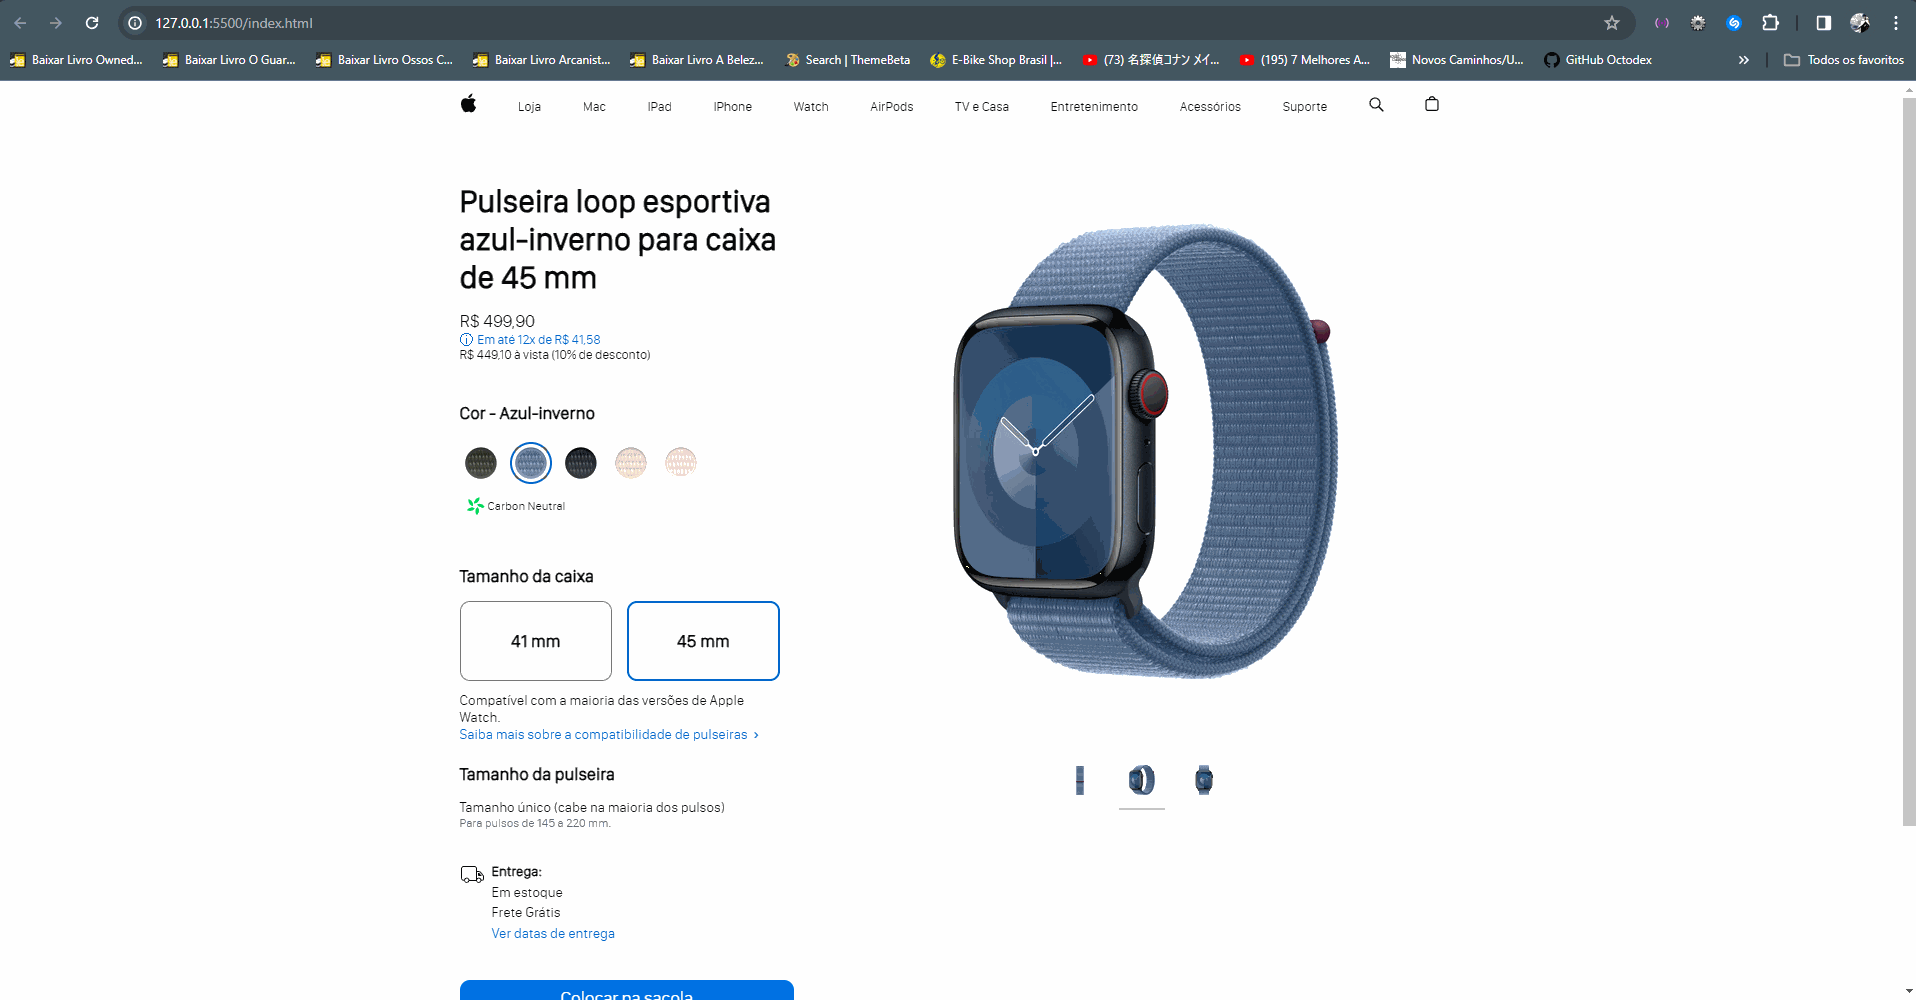 127.0.0.1:5500/index.html
Baixar Livro Owned... Baixar Livro O Guar... Baixar Livro Ossos C... Baixar Livro Arcanist... Baixar Livro A Belez... Search | ThemeBeta E-Bike Shop Brasil |... (73) 名探偵コナン メイ... (195) 7 Melhores A... Novos Caminhos/U... GitHub Octodex » Todos os favoritos
Loja Mac IPad IPhone Watch AirPods TV e Casa Entretenimento Acessórios Suporte
Pulseira loop esportiva
azul-inverno para caixa
de 45 mm
R$ 499,90
Em até 12x de R$ 41,58
R$ 449,10 à vista (10% de desconto)
Cor - Azul-inverno
Carbon Neutral
Tamanho da caixa
41 mm 45 mm
Compatível com a maioria das versões de Apple
Watch.
Saiba mais sobre a compatibilidade de pulseiras ›
Tamanho da pulseira
Tamanho único (cabe na maioria dos pulsos)
Para pulsos de 145 a 220 mm.
Entrega:
Em estoque
Frete Grátis
Ver datas de entrega
Colocar na sacola